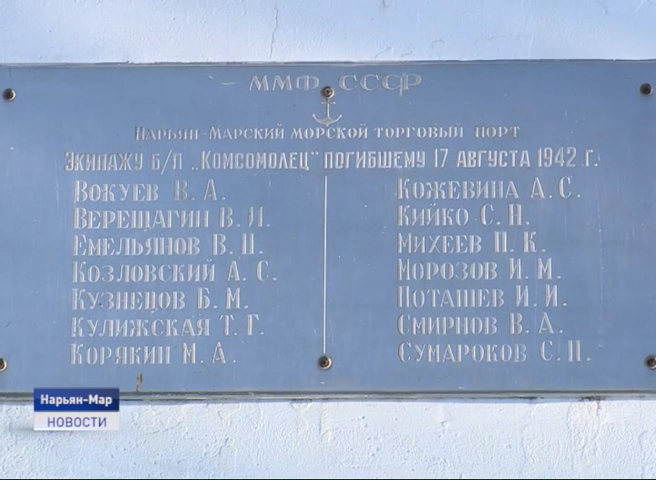 ММФ СССР
Нарьян-Марский морской торговый порт
Экипажу б/п „Комсомолец" погибшему 17 августа 1942 г.
Вокуев В. А.
Верещагин В. И.
Емельянов В. П.
Козловский А. С.
Кузнецов Б. М.
Кулижская Т. Г.
Корякин М. А.
Кожевина А. С.
Кийко С. Н.
Михеев П. К.
Морозов И. М.
Поташев И. И.
Смирнов В. А.
Сумароков С. П.
Нарьян-Мар
НОВОСТИ